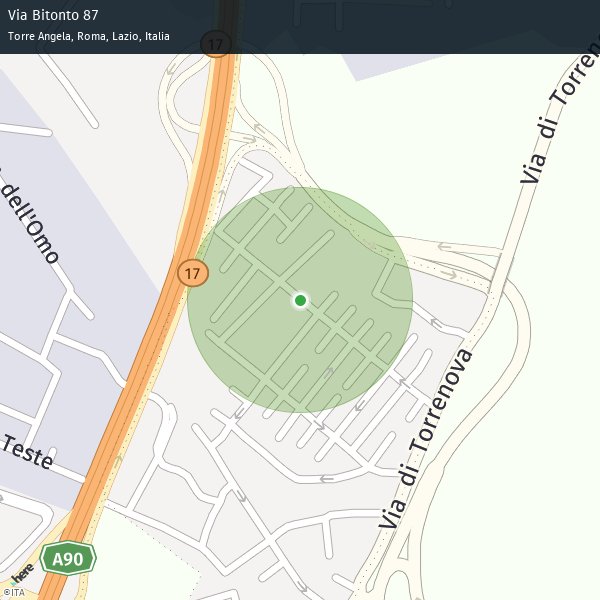 Via Bitonto 87
Torre Angela, Roma, Lazio, Italia
17
Via di Torreno
dell'Omo
17
Via di Torrenova
Teste
A90
here
©ITA